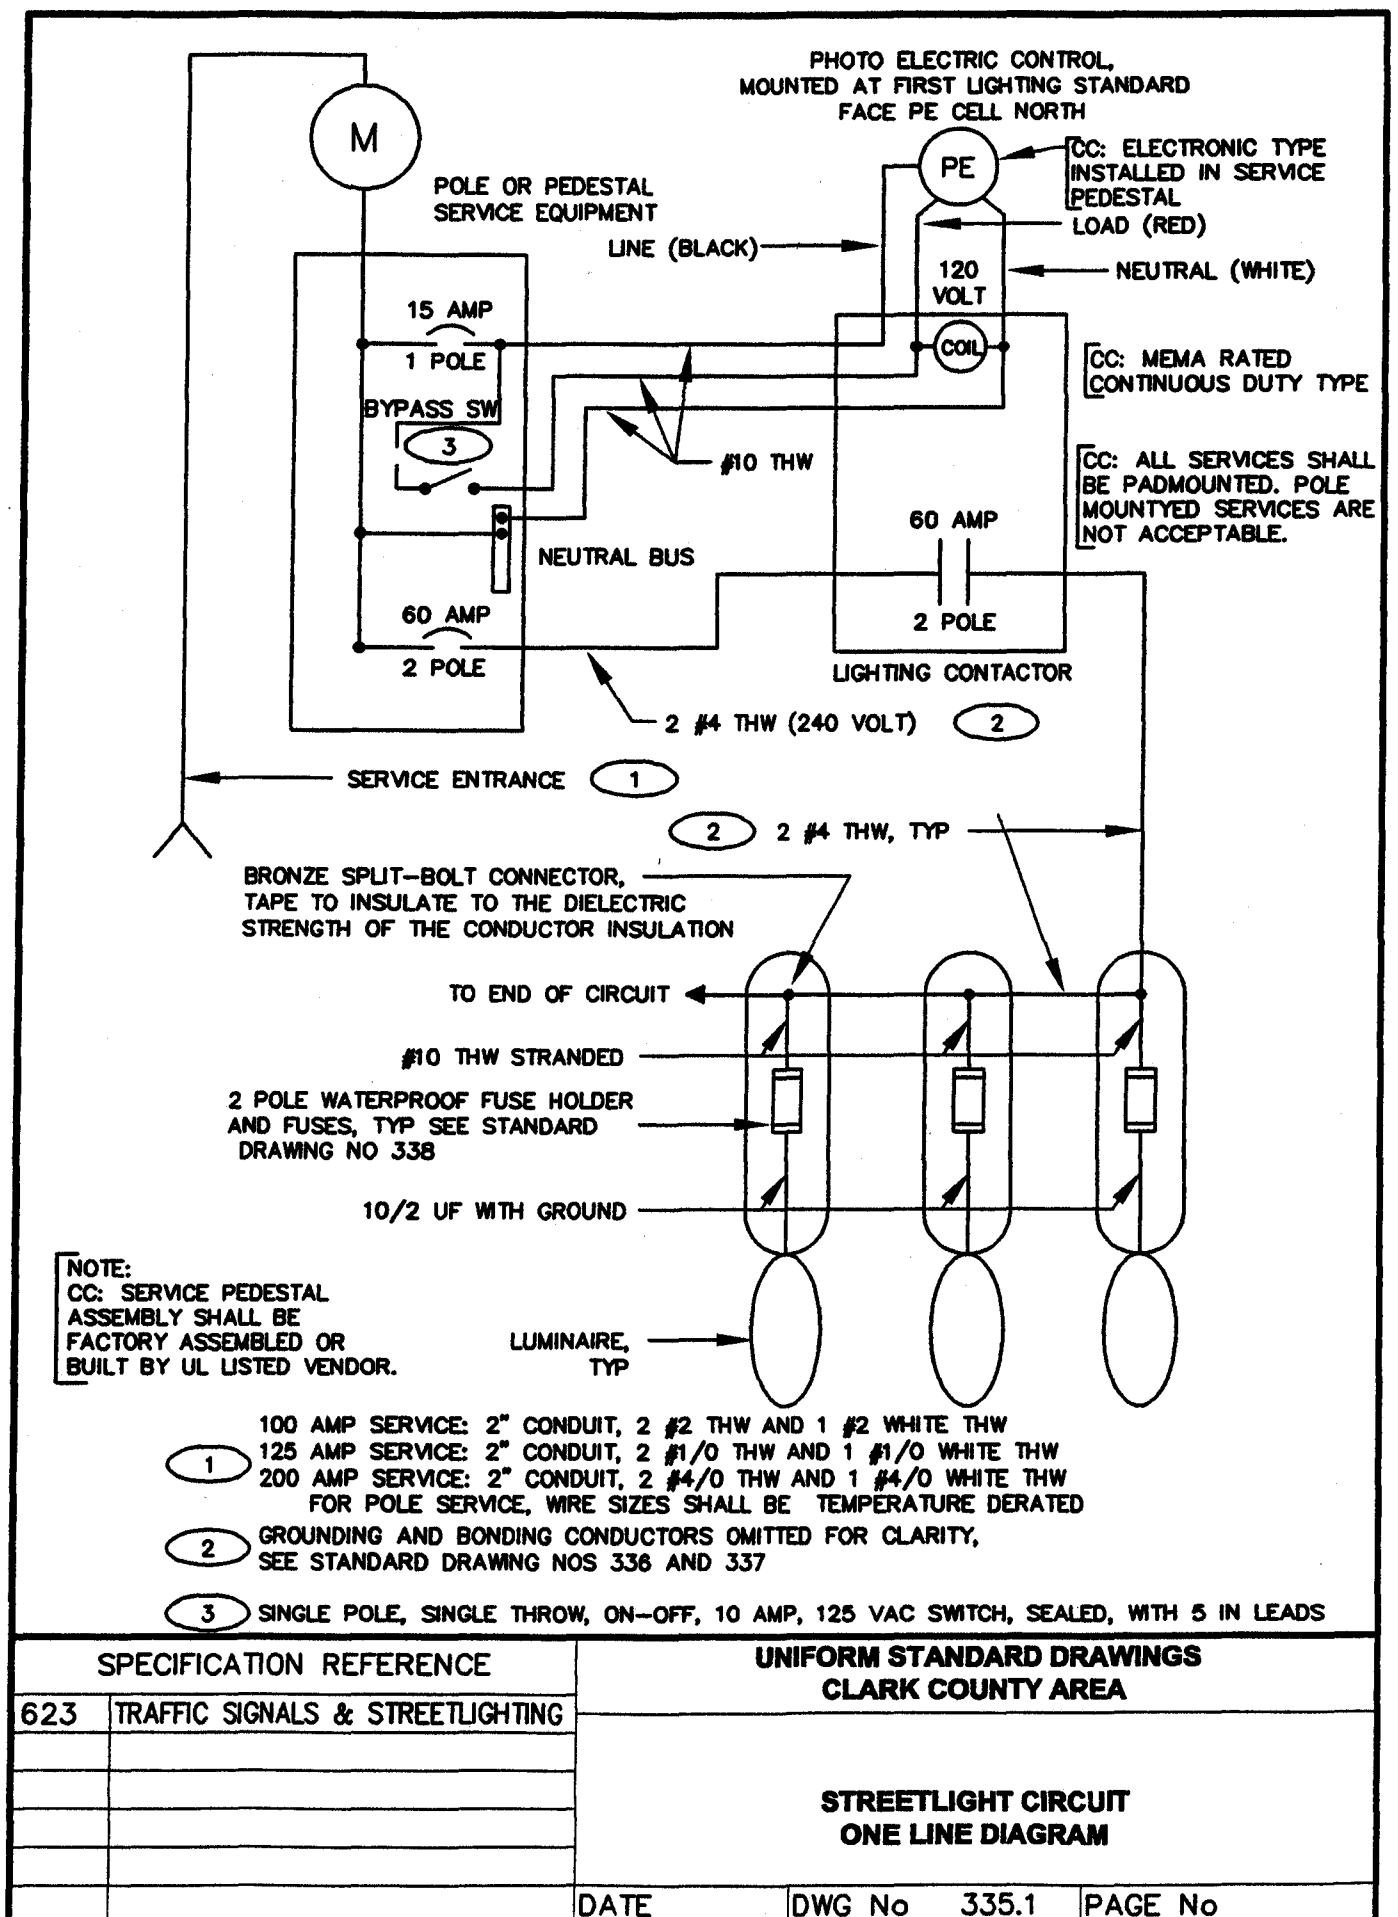 PHOTO ELECTRIC CONTROL,
MOUNTED AT FIRST LIGHTING STANDARD
FACE PE CELL NORTH
M
PE
CC: ELECTRONIC TYPE
INSTALLED IN SERVICE
PEDESTAL
POLE OR PEDESTAL
SERVICE EQUIPMENT
LINE (BLACK)
LOAD (RED)
120
VOLT
NEUTRAL (WHITE)
15 AMP
1 POLE
COIL
CC: MEMA RATED
CONTINUOUS DUTY TYPE
BYPASS SW
3
#10 THW
CC: ALL SERVICES SHALL
BE PADMOUNTED. POLE
MOUNTYED SERVICES ARE
NOT ACCEPTABLE.
60 AMP
2 POLE
NEUTRAL BUS
60 AMP
2 POLE
LIGHTING CONTACTOR
2 #4 THW (240 VOLT)
2
SERVICE ENTRANCE
1
2
2 #4 THW, TYP
BRONZE SPLIT-BOLT CONNECTOR,
TAPE TO INSULATE TO THE DIELECTRIC
STRENGTH OF THE CONDUCTOR INSULATION
TO END OF CIRCUIT
#10 THW STRANDED
2 POLE WATERPROOF FUSE HOLDER
AND FUSES, TYP SEE STANDARD
DRAWING NO 338
10/2 UF WITH GROUND
NOTE:
CC: SERVICE PEDESTAL
ASSEMBLY SHALL BE
FACTORY ASSEMBLED OR
BUILT BY UL LISTED VENDOR.
LUMINAIRE,
TYP
1
100 AMP SERVICE: 2" CONDUIT, 2 #2 THW AND 1 #2 WHITE THW
125 AMP SERVICE: 2" CONDUIT, 2 #1/0 THW AND 1 #1/0 WHITE THW
200 AMP SERVICE: 2" CONDUIT, 2 #4/0 THW AND 1 #4/0 WHITE THW
FOR POLE SERVICE, WIRE SIZES SHALL BE TEMPERATURE DERATED
2
GROUNDING AND BONDING CONDUCTORS OMITTED FOR CLARITY,
SEE STANDARD DRAWING NOS 336 AND 337
3
SINGLE POLE, SINGLE THROW, ON-OFF, 10 AMP, 125 VAC SWITCH, SEALED, WITH 5 IN LEADS
SPECIFICATION REFERENCE
623 TRAFFIC SIGNALS & STREETLIGHTING
UNIFORM STANDARD DRAWINGS
CLARK COUNTY AREA
STREETLIGHT CIRCUIT
ONE LINE DIAGRAM
DATE
DWG No 335.1
PAGE No